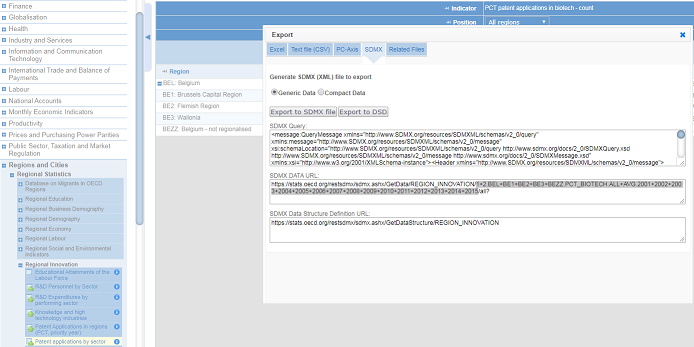 Finance
Globalisation
Health
Industry and Services
Information and Communication
Technology
International Trade and Balance of
Payments
Labour
National Accounts
Monthly Economic Indicators
Productivity
Prices and Purchasing Power Parities
Public Sector, Taxation and Market
Regulation
Regions and Cities
Regional Statistics
Database on Migrants in OECD
Regions
Regional Education
Regional Business Demography
Regional Demography
Regional Economy
Regional Labour
Regional Social and Environmental
Indicators
Regional Innovation
Educational Attainments of the
Labour Force
R&D Personnel by Sector
R&D Expenditures by
performing sector
Knowledge and high
technology industries
Patent Applications in regions
(PCT, priority year)
Patent applications by sector
Indicator
PCT patent applications in biotech - count
Position
All regions
Region
BEL: Belgium
BE1: Brussels Capital Region
BE2: Flemish Region
BE3: Wallonia
BEZZ: Belgium - not regionalised
Export
Excel
Text file (CSV)
PC-Axis
SDMX
Related Files
Generate SDMX (XML) file to export
Generic Data
Compact Data
Export to SDMX file
Export to DSD
SDMX Query:
<message:QueryMessage xmlns="http://www.SDMX.org/resources/SDMXML/schemas/v2_0/query"
xmlns:message="http://www.SDMX.org/resources/SDMXML/schemas/v2_0/message"
xsi:schemaLocation="http://www.SDMX.org/resources/SDMXML/schemas/v2_0/query http://www.sdmx.org/docs/2_0/SDMXQuery.xsd
http://www.SDMX.org/resources/SDMXML/schemas/v2_0/message http://www.sdmx.org/docs/2_0/SDMXMessage.xsd"
xmlns:xsi="http://www.w3.org/2001/XMLSchema-instance"><Header xmlns="http://www.SDMX.org/resources/SDMXML/schemas/v2_0/message">
SDMX DATA URL:
https://stats.oecd.org/restsdmx/sdmx.ashx/GetData/REGION_INNOVATION/1+2.BEL+BE1+BE2+BE3+BEZZ.PCT_BIOTECH.ALL+AVG.2001+2002+200
3+2004+2005+2006+2007+2008+2009+2010+2011+2012+2013+2014+2015/all?
SDMX Data Structure Definition URL:
https://stats.oecd.org/restsdmx/sdmx.ashx/GetDataStructure/REGION_INNOVATION